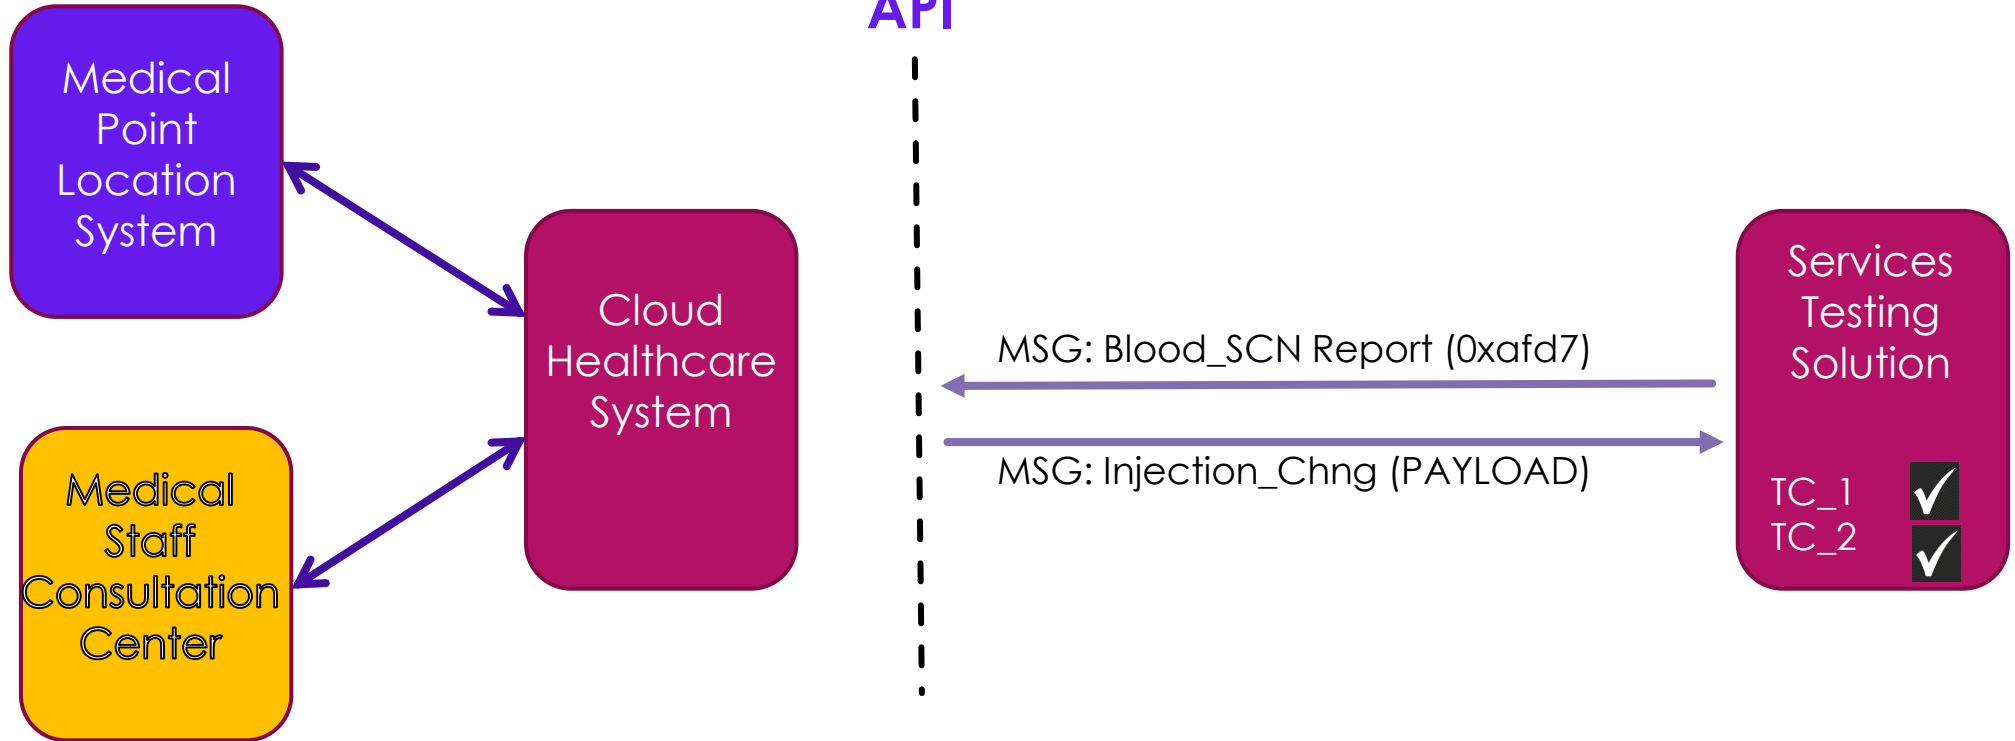 API
Medical
Point
Location
System
Cloud
Healthcare
System
Medical
Staff
Consultation
Center
MSG: Blood_SCN Report (0xafd7)
MSG: Injection_Chng (PAYLOAD)
Services
Testing
Solution
TC_1
TC_2